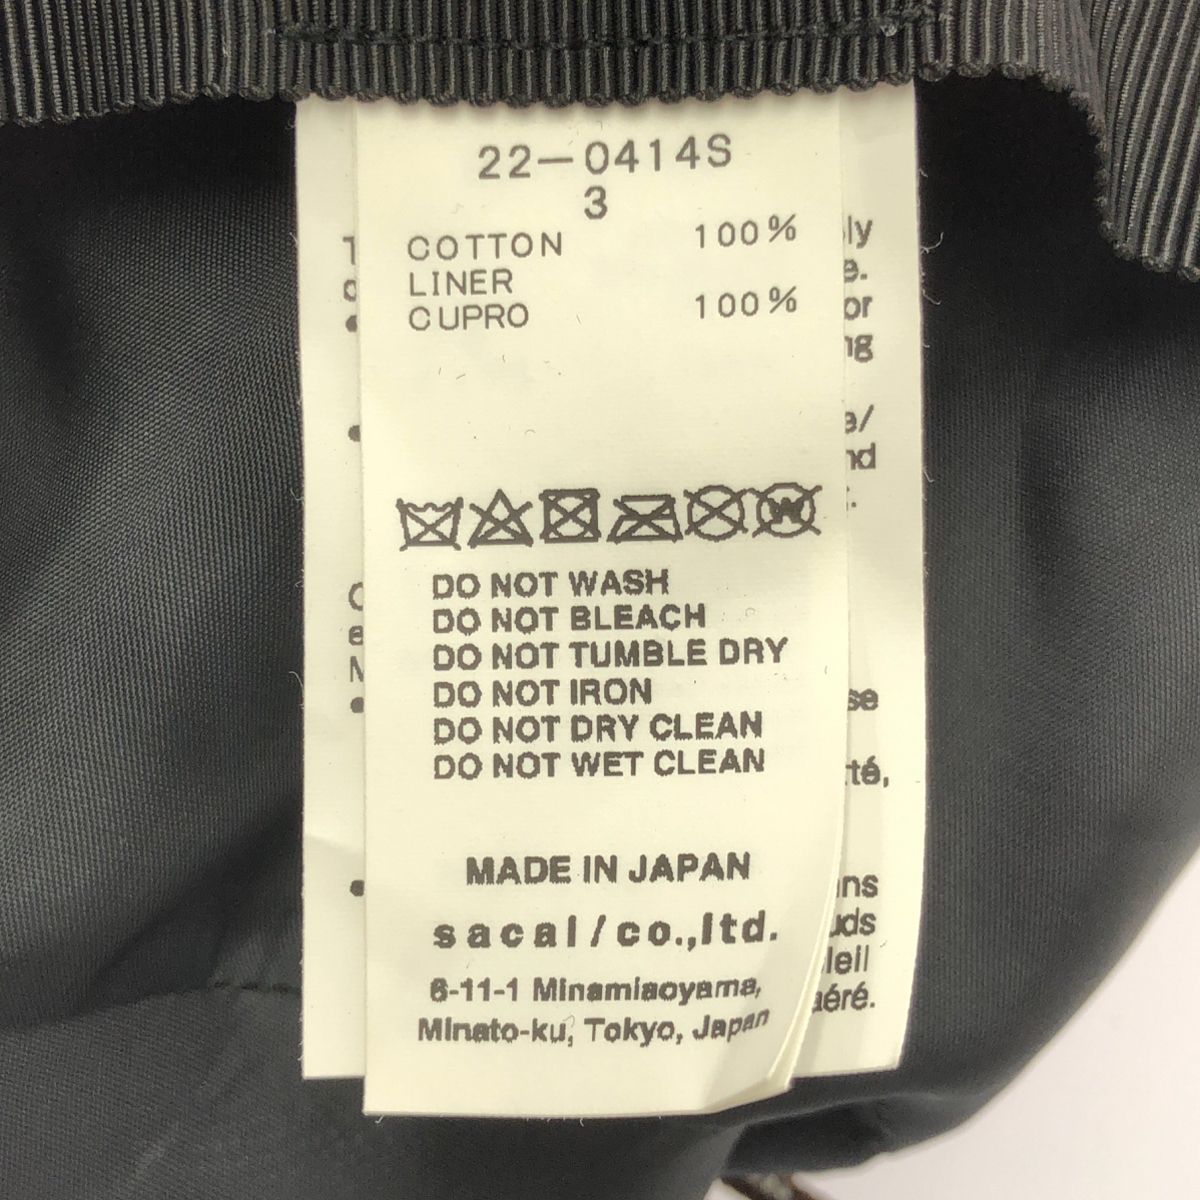 22-0414S
3
COTTON 100%
LINER
CUPRO 100%
W
DO NOT WASH
DO NOT BLEACH
DO NOT TUMBLE DRY
DO NOT IRON
DO NOT DRY CLEAN
DO NOT WET CLEAN
MADE IN JAPAN
sacai/co.,ltd.
6-11-1 Minamiaoyama,
Minato-ku, Tokyo, Japan